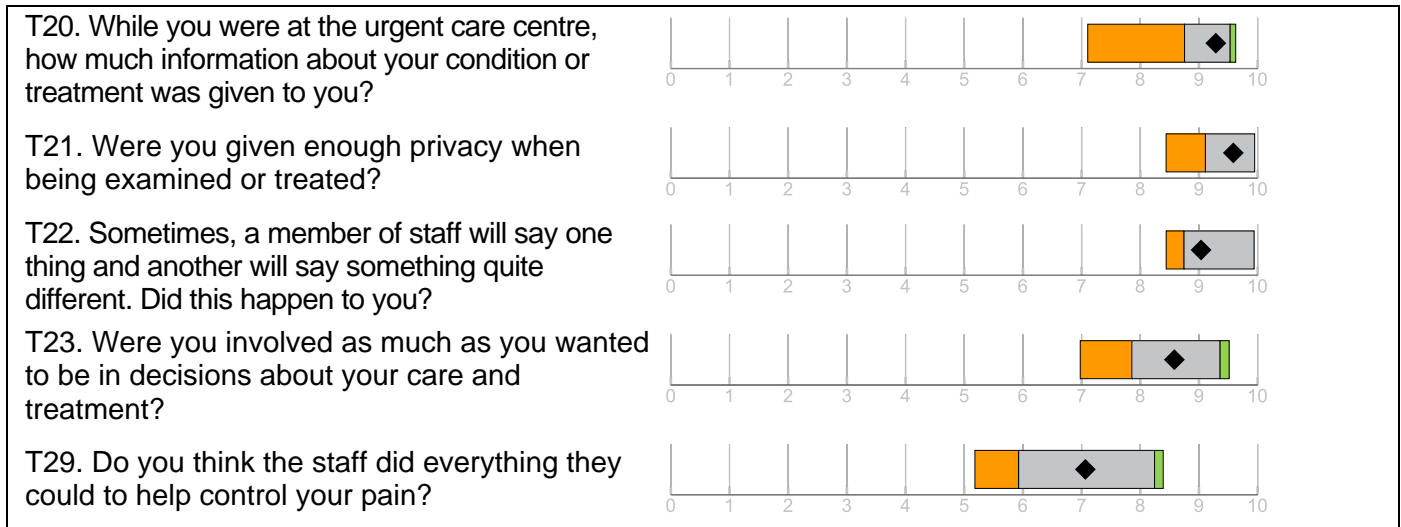 T20. While you were at the urgent care centre,
how much information about your condition or
treatment was given to you?
0 1 2 3 4 5 6 7 8 9 10
T21. Were you given enough privacy when
being examined or treated?
0 1 2 3 4 5 6 7 8 9 10
T22. Sometimes, a member of staff will say one
thing and another will say something quite
different. Did this happen to you?
0 1 2 3 4 5 6 7 8 9 10
T23. Were you involved as much as you wanted
to be in decisions about your care and
treatment?
0 1 2 3 4 5 6 7 8 9 10
T29. Do you think the staff did everything they
could to help control your pain?
0 1 2 3 4 5 6 7 8 9 10